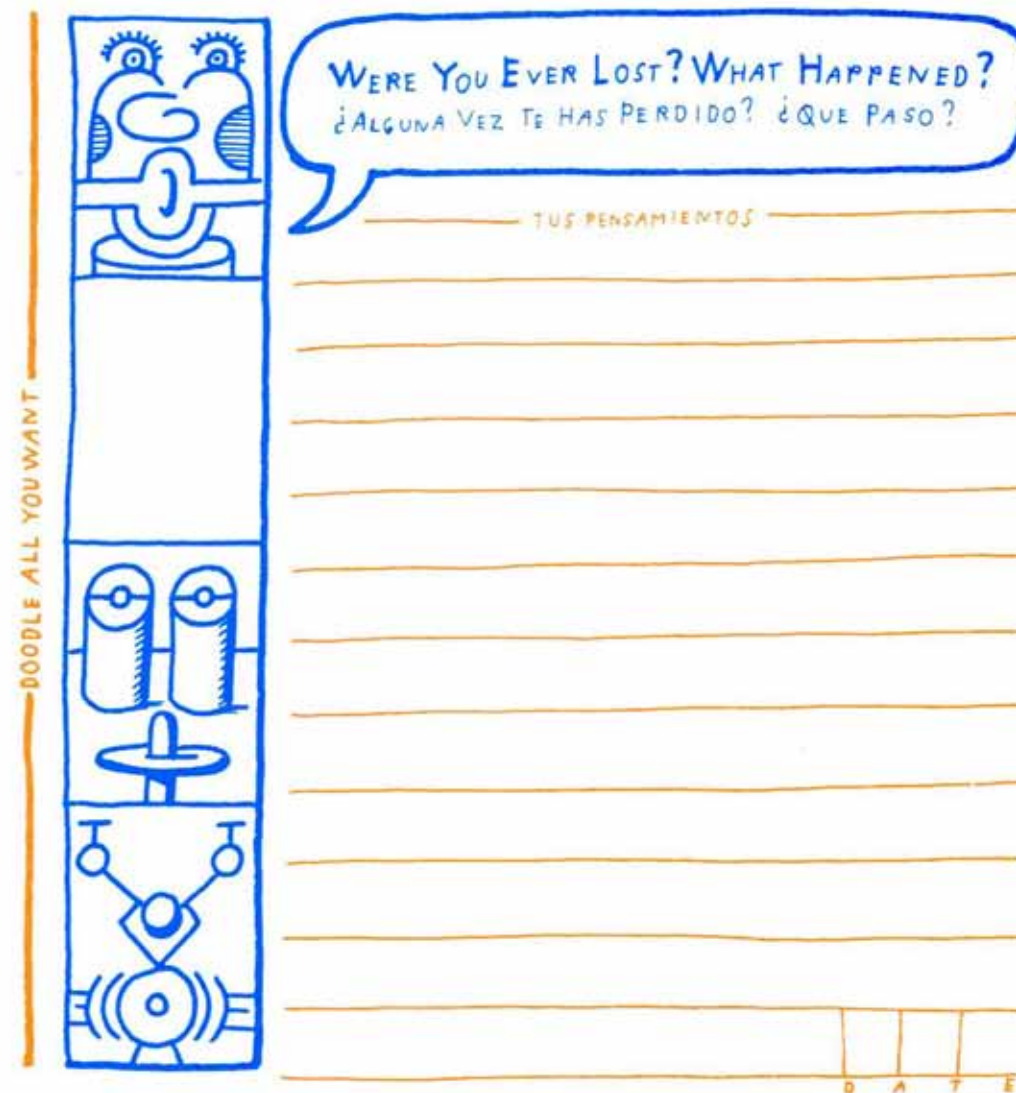 WERE YOU EVER LOST? WHAT HAPPENED?
¿ALGUNA VEZ TE HAS PERDIDO? ¿QUE PASO?
TUS PENSAMIENTOS
DOODLE ALL YOU WANT
D A T E